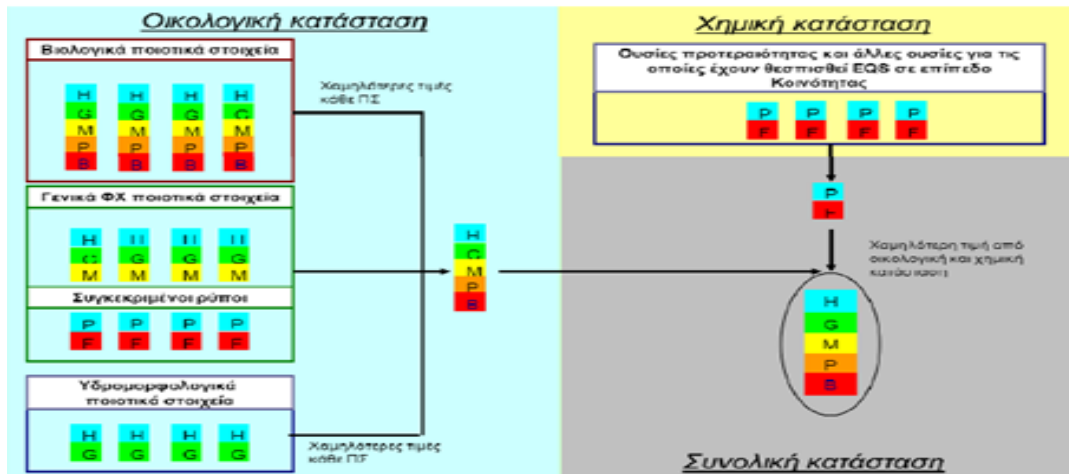 Οικολογική κατάσταση
Βιολογικά ποιοτικά στοιχεία
H H H H
G G G C
M M M M
P P P P
B B B B
Χαμηλότερες τιμές
κάθε ΠΣ
Γενικά ΦΧ ποιοτικά στοιχεία
H H H H
G G G G
M M M M
Συγκεκριμένοι ρύποι
P P P P
F F F F
Υδρομορφολογικά
ποιοτικά στοιχεία
H H H H
G G G G
Χαμηλότερες τιμές
κάθε ΠΣ
H
C
M
P
B
Χημική κατάσταση
Ουσίες προτεραιότητας και άλλες ουσίες για τις
οποίες έχουν θεσπισθεί EQS σε επίπεδο
Κοινότητας
P P P P
F F F F
P
F
Χαμηλότερη τιμή από
οικολογική και χημική
κατάσταση
H
G
M
P
B
Συνολική κατάσταση